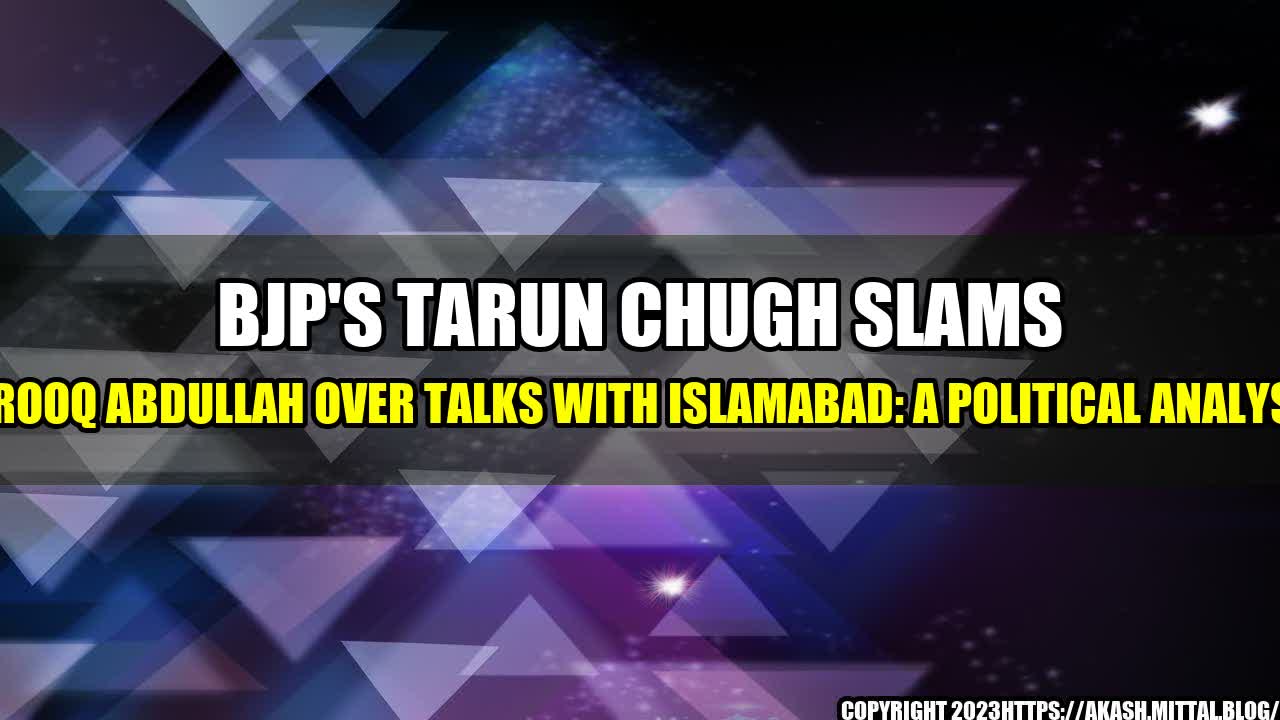 BJP'S TARUN CHUGH SLAMS
ROOQ ABDULLAH OVER TALKS WITH ISLAMABAD: A POLITICAL ANALYS
COPYRIGHT 2023HTTPS://AKASH.MITTAL.BLOG/